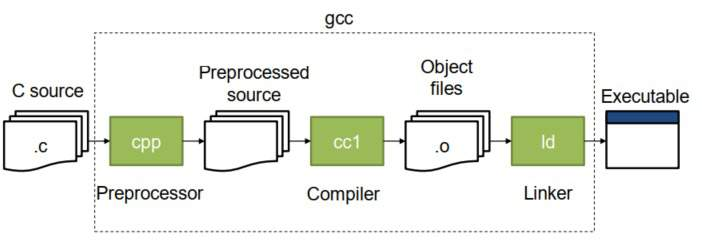 gcc
C source
Preprocessed
source
Object
files
Executable
.c
cpp
cc1
.o
ld
Preprocessor
Compiler
Linker